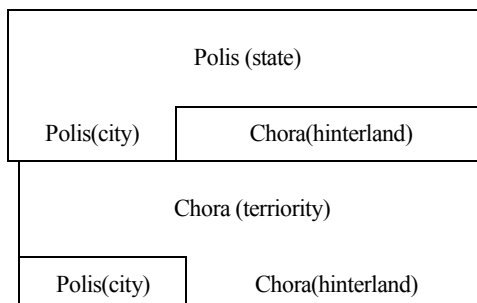 Polis (state)
Polis(city) Chora(hinterland)
Chora (terriority)
Polis(city) Chora(hinterland)